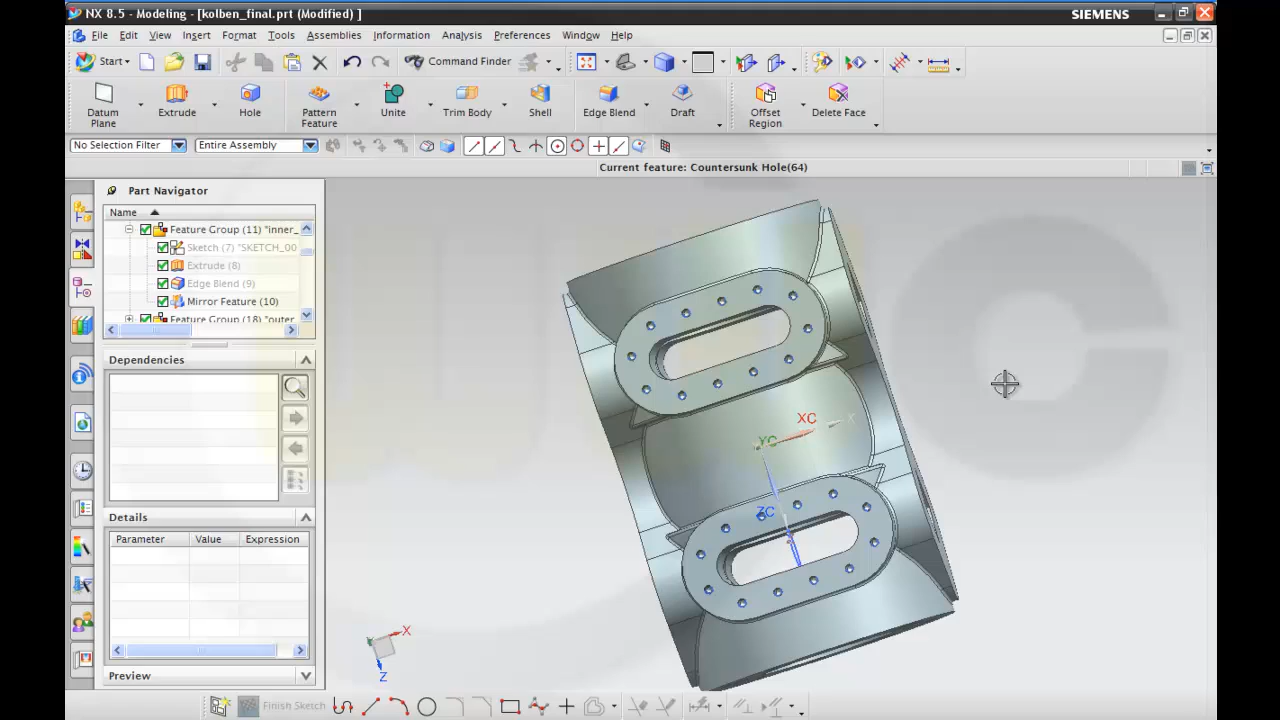 NX 8.5 - Modeling - [kolben_final.prt (Modified) ]
SIEMENS
File Edit View Insert Format Tools Assemblies Information Analysis Preferences Window Help
Start Command Finder
Datum Plane Extrude Hole Pattern Feature Unite Trim Body Shell Edge Blend Draft Offset Region Delete Face
No Selection Filter Entire Assembly
Current feature: Countersunk Hole(64)
Part Navigator
Name
Feature Group (11) "inner_
Sketch (7) "SKETCH_00
Extrude (8)
Edge Blend (9)
Mirror Feature (10)
Feature Group (18) "outer
Dependencies
XC
X
YC
ZC
Details
Parameter Value Expression
X
Z
Preview
Finish Sketch